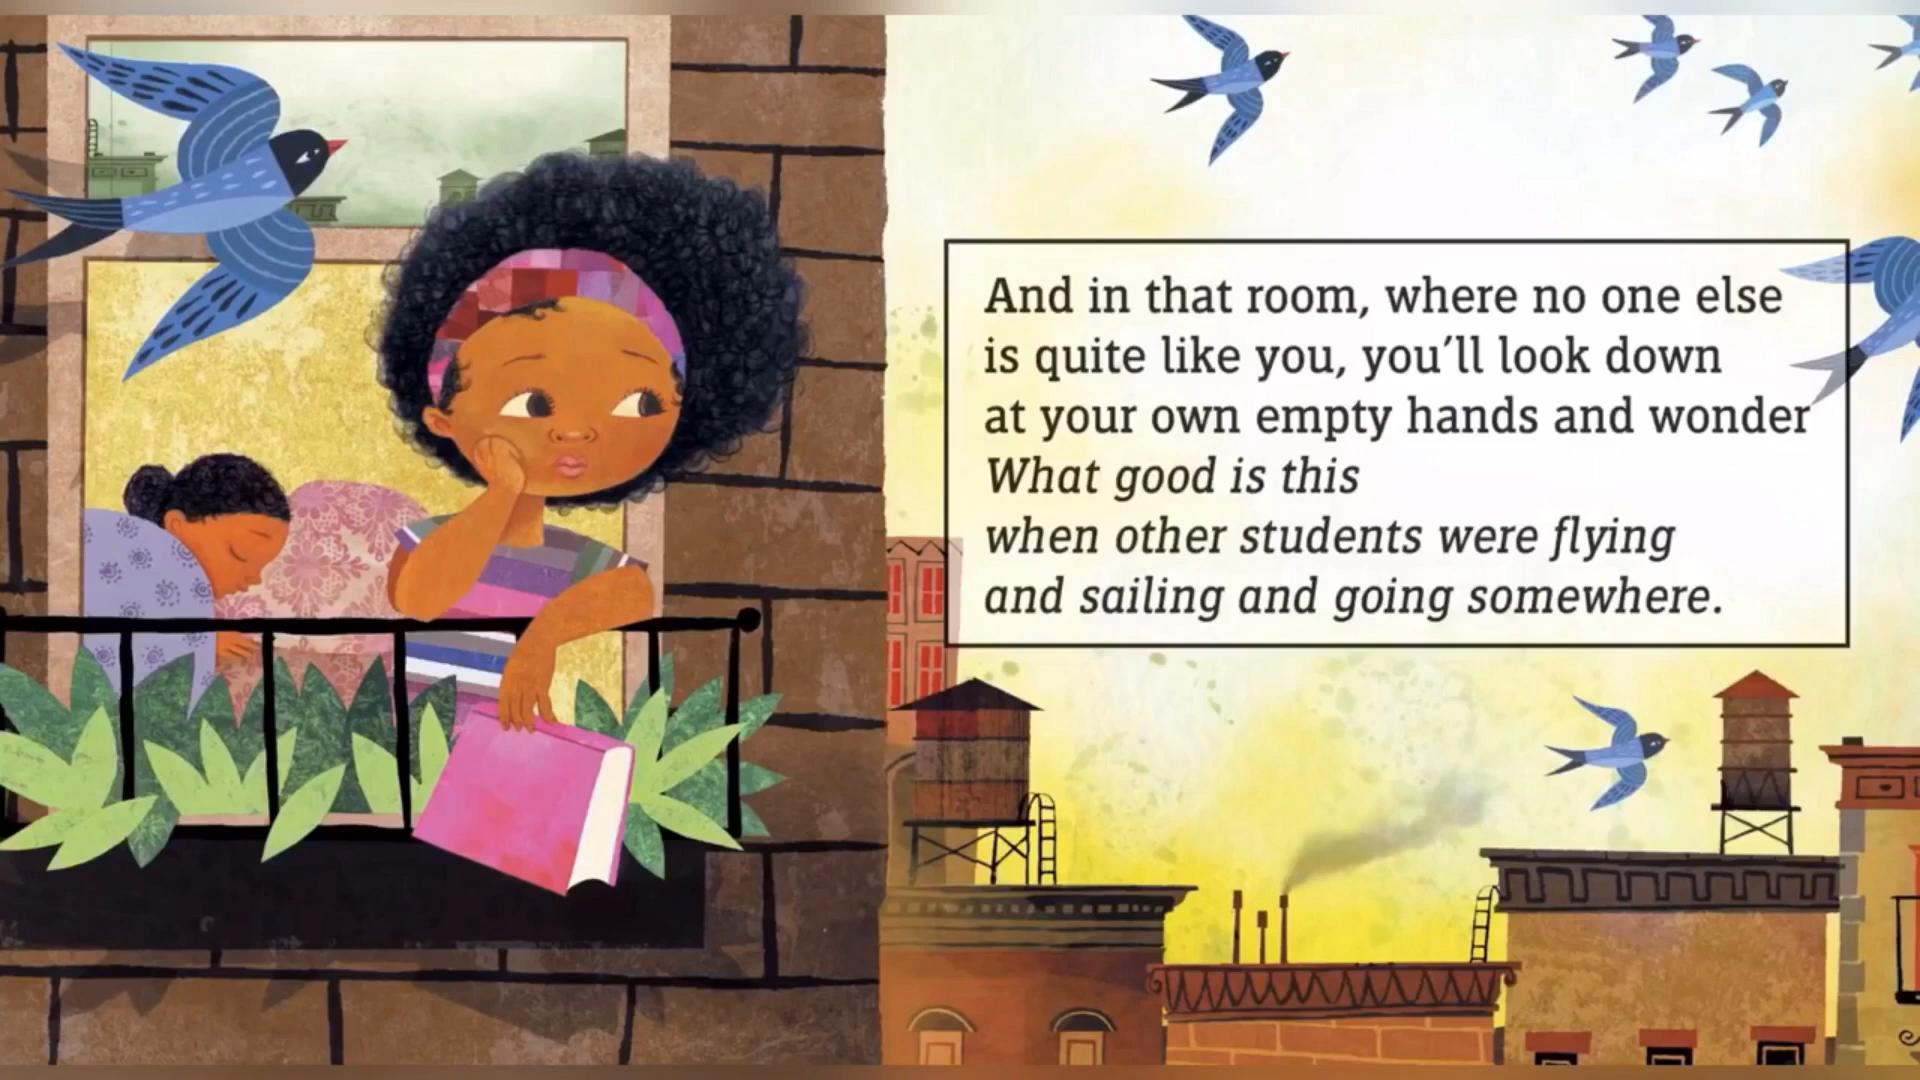 And in that room, where no one else
is quite like you, you’ll look down
at your own empty hands and wonder
What good is this
when other students were flying
and sailing and going somewhere.